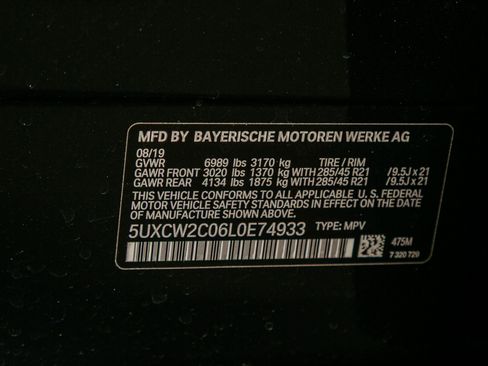 MFD BY BAYERISCHE MOTOREN WERKE AG
08/19
GVWR 6989 lbs 3170 kg TIRE / RIM
GAWR FRONT 3020 lbs 1370 kg WITH 285/45 R21 /9.5J x 21
GAWR REAR 4134 lbs 1875 kg WITH 285/45 R21 /9.5J x 21
THIS VEHICLE CONFORMS TO ALL APPLICABLE U. S. FEDERAL
MOTOR VEHICLE SAFETY STANDARDS IN EFFECT ON THE DATE
OF MANUFACTURE SHOWN ABOVE.
5UXCW2C06L0E74933 TYPE: MPV
475M
7 320 729